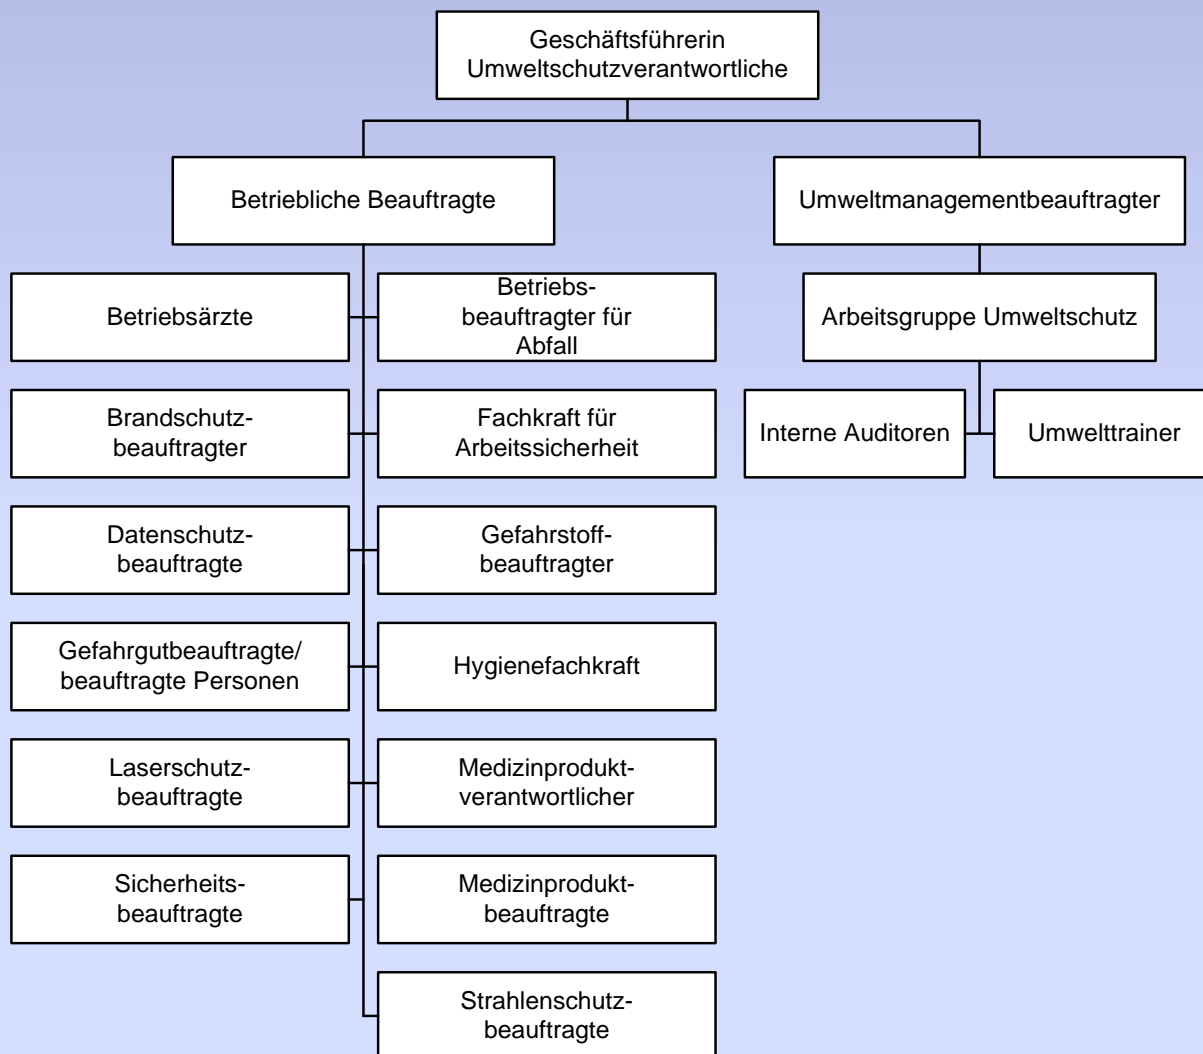 Geschäftsführerin
Umweltschutzverantwortliche
Betriebliche Beauftragte
Umweltmanagementbeauftragter
Betriebsärzte
Betriebs-
beauftragter für
Abfall
Arbeitsgruppe Umweltschutz
Brandschutz-
beauftragter
Fachkraft für
Arbeitssicherheit
Interne Auditoren
Umwelttrainer
Datenschutz-
beauftragte
Gefahrstoff-
beauftragter
Gefahrgutbeauftragte/
beauftragte Personen
Hygienefachkraft
Laserschutz-
beauftragte
Medizinprodukt-
verantwortlicher
Sicherheits-
beauftragte
Medizinprodukt-
beauftragte
Strahlenschutz-
beauftragte